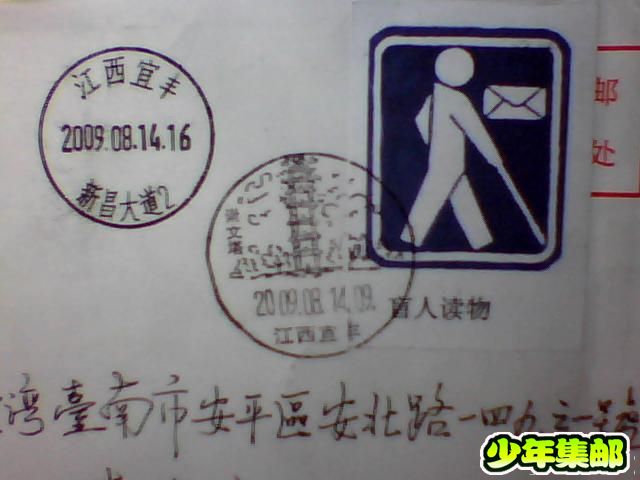 江西宜丰
2009.08.14.16
新昌大道2
崇文塔
2009.08.14.09.
江西宜丰
盲人读物
邮
处
湾臺南市安平區安北路一四九之一號
少年集邮